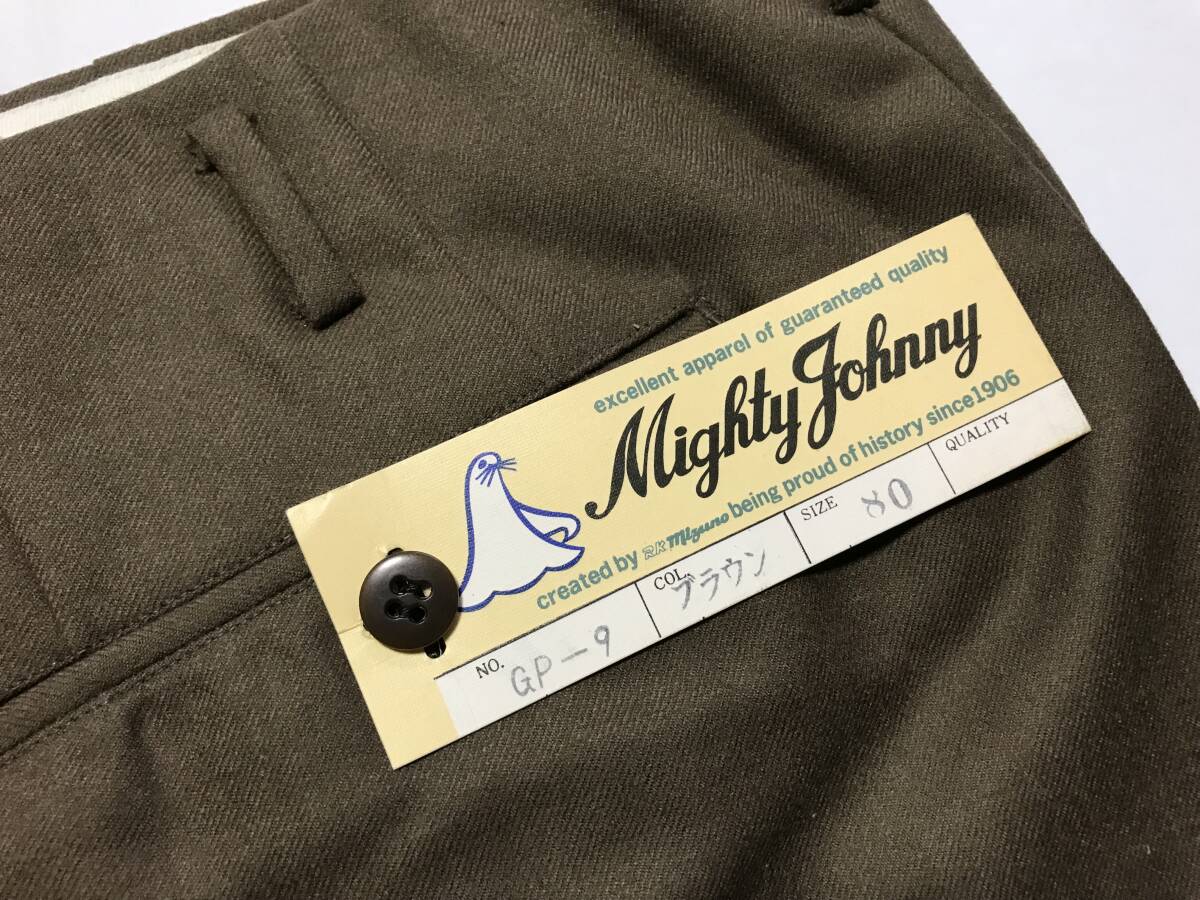 excellent apparel of guaranteed quality
Mighty Johnny
created by RK Mizuno being proud of history since1906
NO. GP-9
COL. ブラウン
SIZE 80
QUALITY